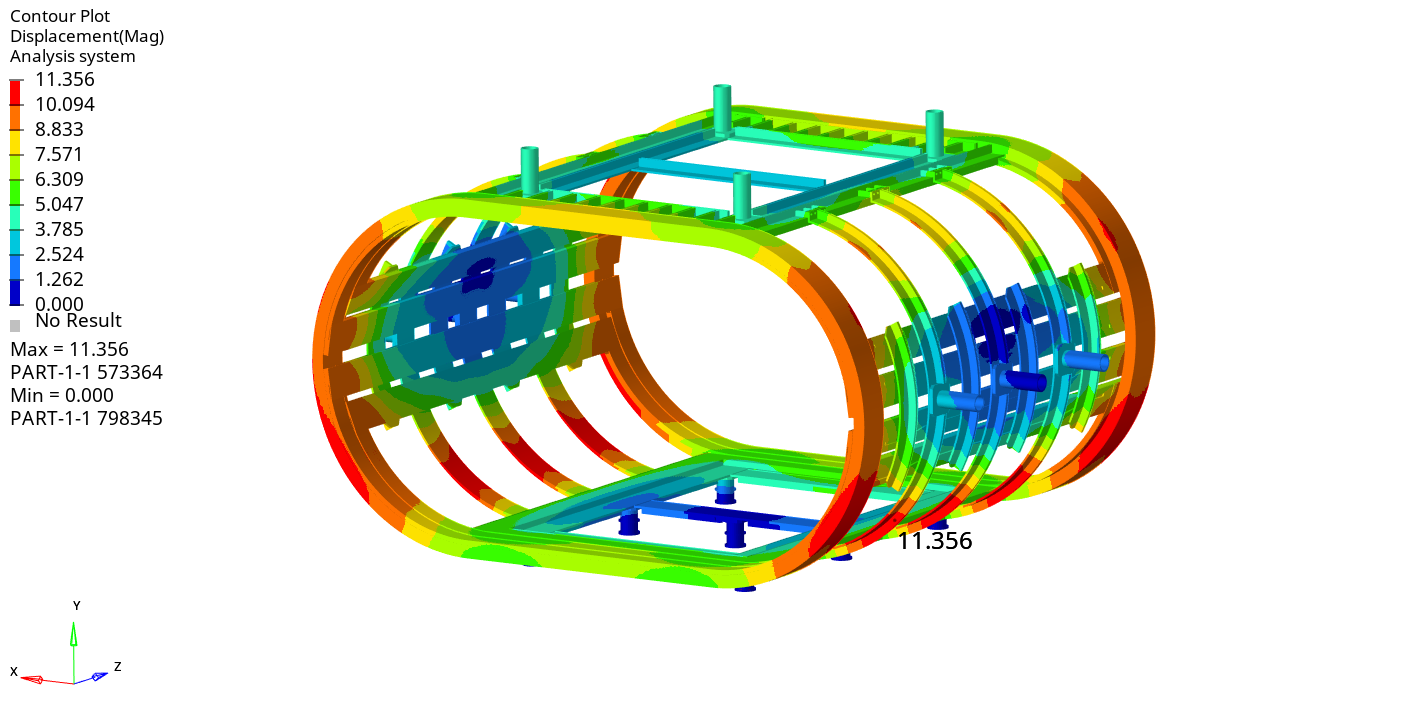 Contour Plot
Displacement(Mag)
Analysis system
11.356
10.094
8.833
7.571
6.309
5.047
3.785
2.524
1.262
0.000
No Result
Max = 11.356
PART-1-1 573364
Min = 0.000
PART-1-1 798345
11.356
Y
X
Z